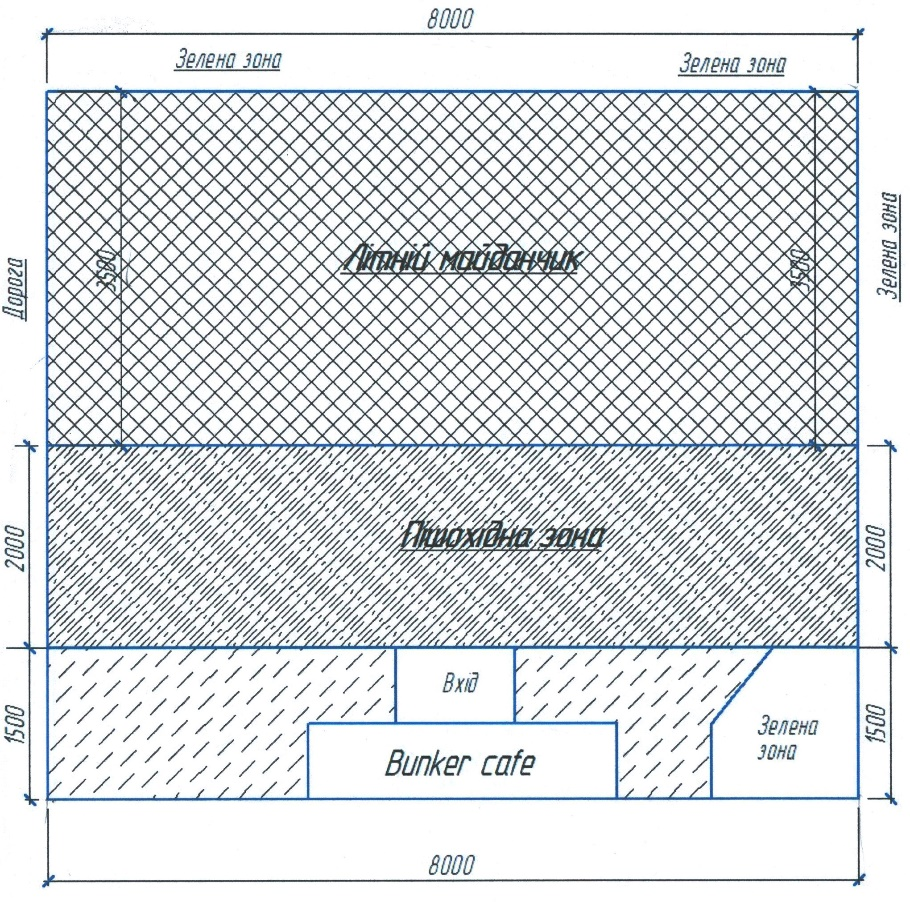 8000
Зелена зона
Зелена зона
Зелена зона
Дорога
3500
3500
Літній майданчик
2000
2000
Пішохідна зона
1500
1500
Вхід
Bunker cafe
Зелена
зона
8000